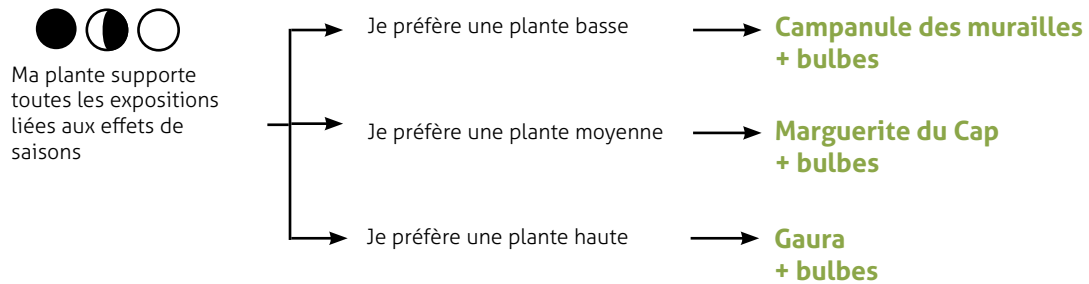 Ma plante supporte
toutes les expositions
liées aux effets de
saisons
Je préfère une plante basse
Campanule des murailles
+ bulbes
Je préfère une plante moyenne
Marguerite du Cap
+ bulbes
Je préfère une plante haute
Gaura
+ bulbes